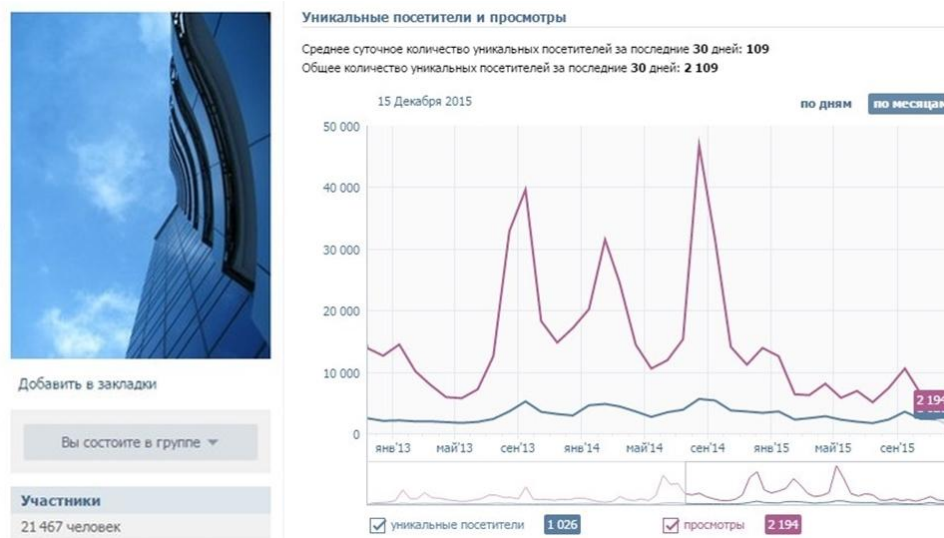 Уникальные посетители и просмотры
Среднее суточное количество уникальных посетителей за последние 30 дней: 109
Общее количество уникальных посетителей за последние 30 дней: 2 109
15 Декабря 2015
по дням
по месяцам
50 000
40 000
30 000
20 000
10 000
0
2 194
янв'13 май'13 сен'13 янв'14 май'14 сен'14 янв'15 май'15 сен'15
уникальные посетители 1 026 просмотры 2 194
Добавить в закладки
Вы состоите в группе
Участники
21 467 человек